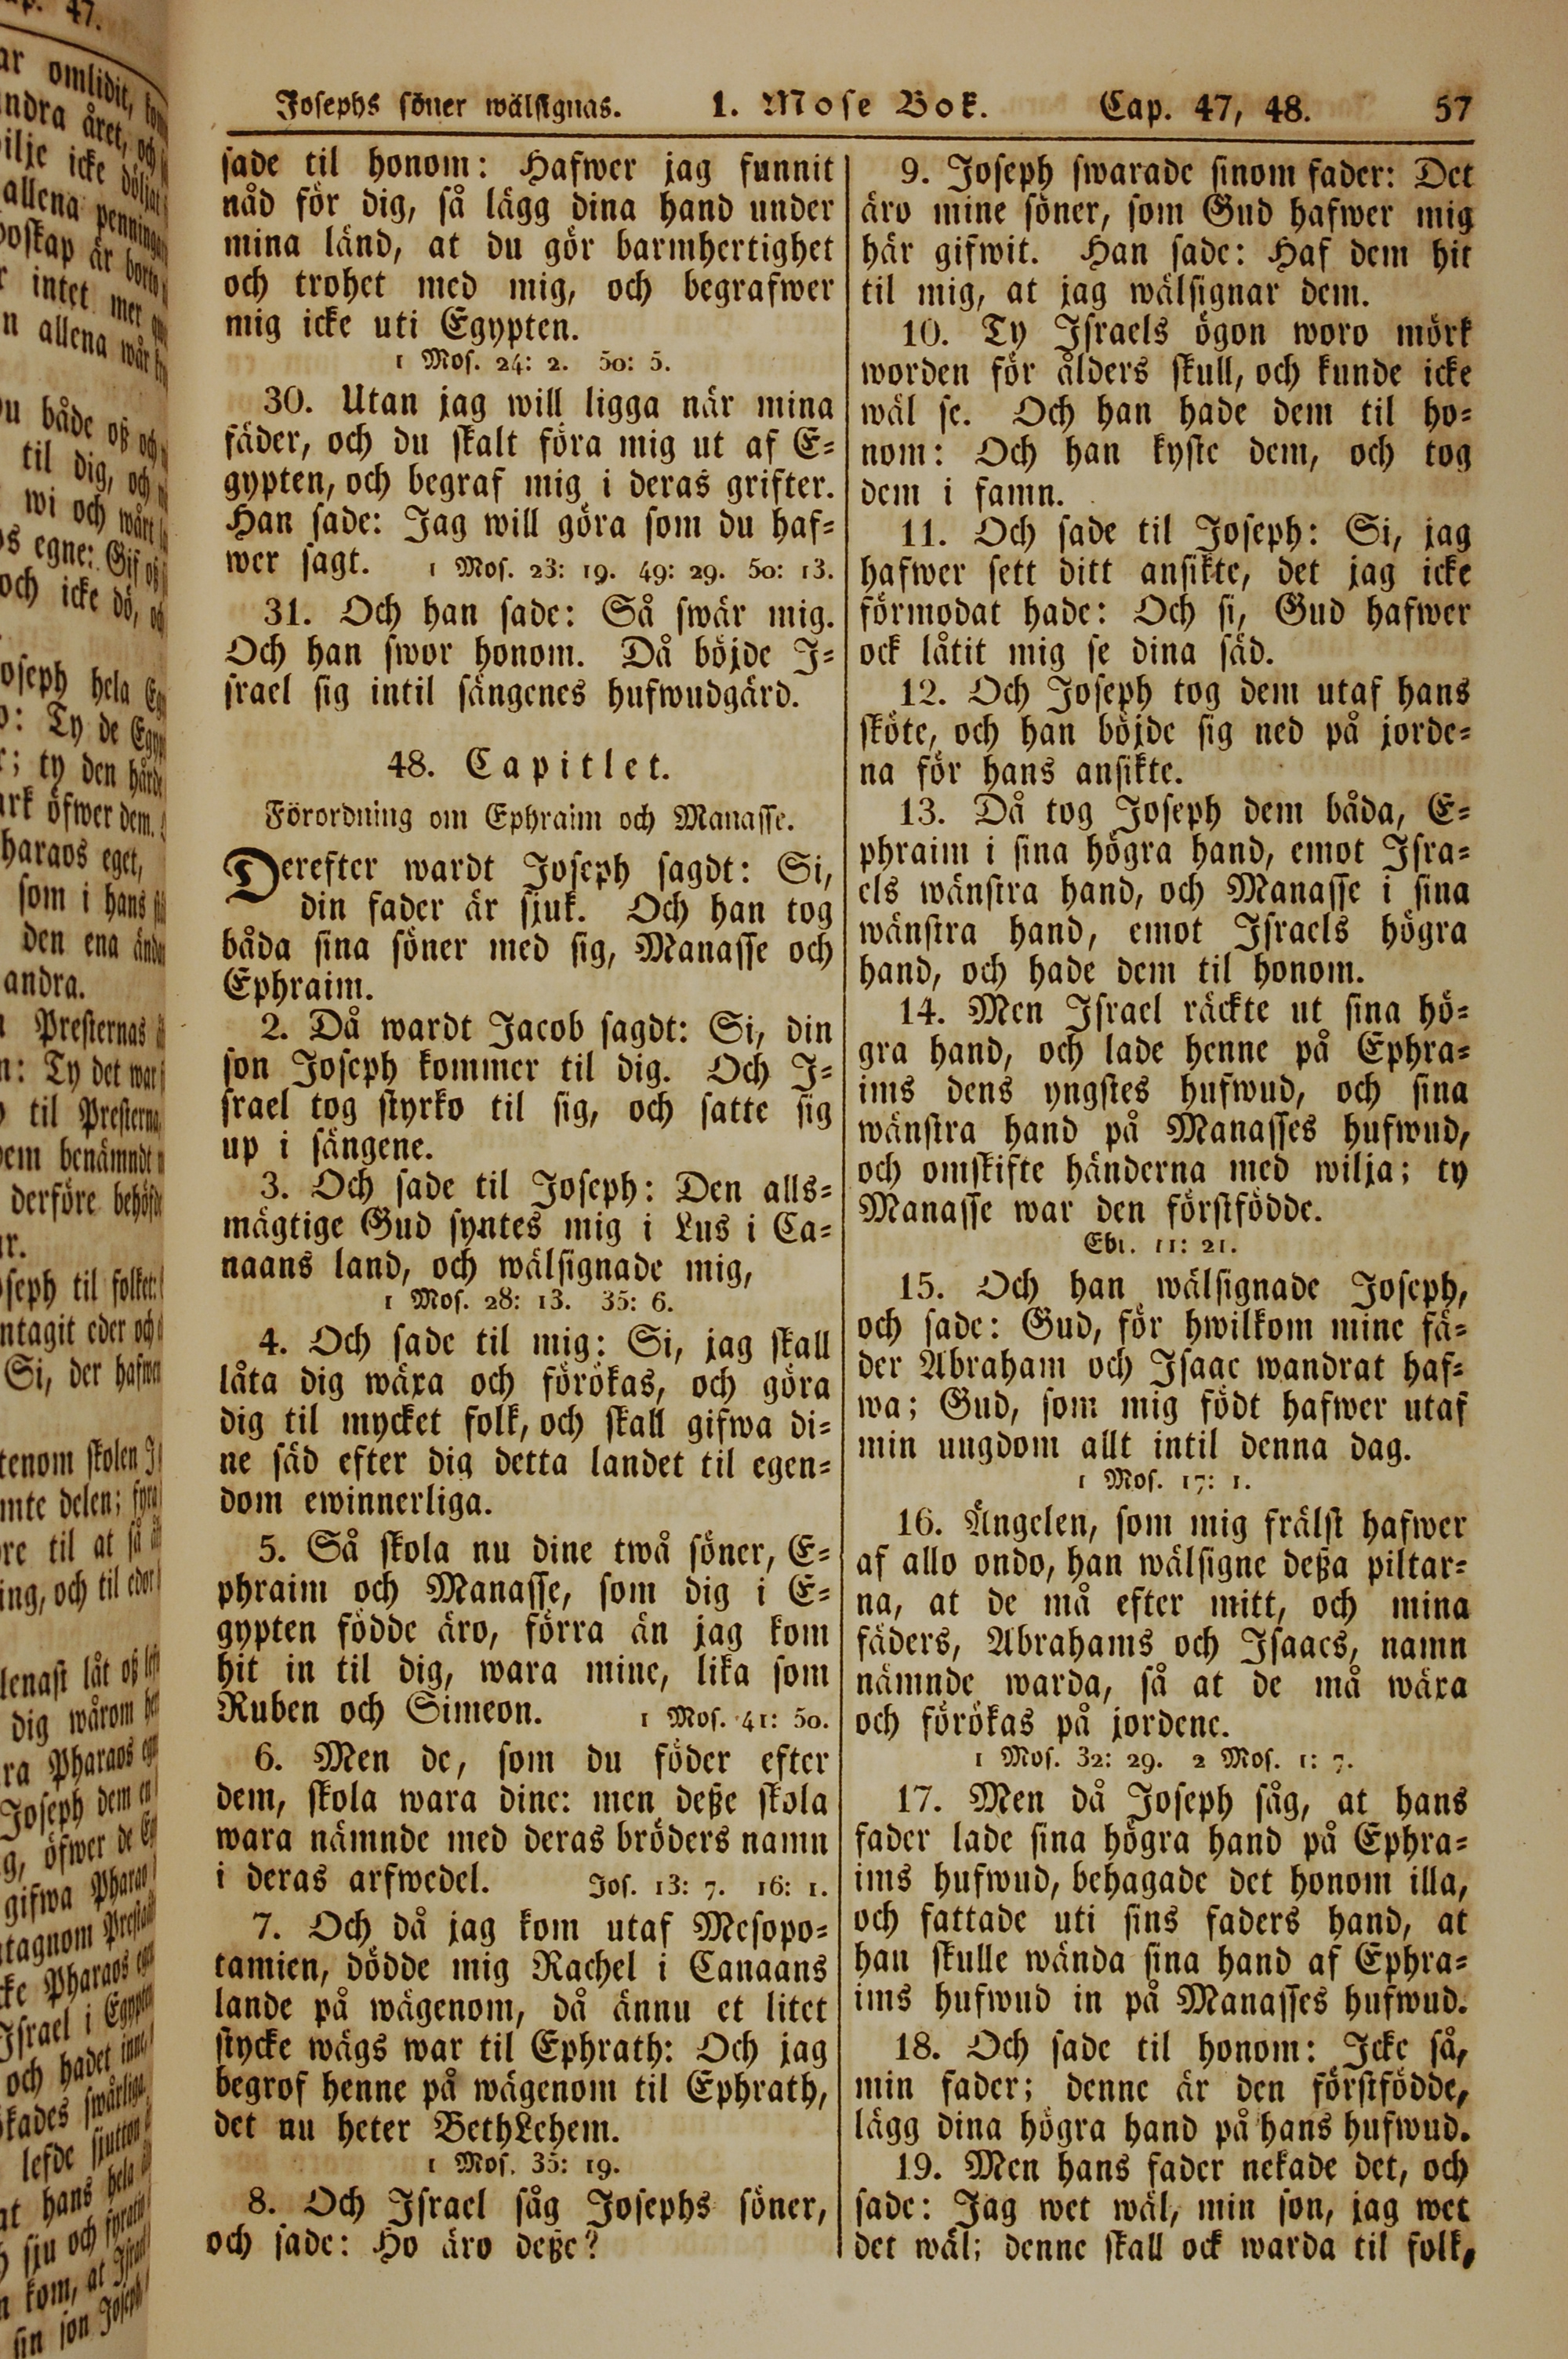 Josephs söner wälsignas. 1. Mose Bok. Cap. 47, 48. 57
sade til honom: Hafwer jag funnit
nåd för dig, så lägg dina hand under
mina länd, at du gör barmhertighet
och trohet med mig, och begrafwer
mig icke uti Egypten.
1 Mos. 24: 2. 50: 5.
30. Utan jag will ligga när mina
fäder, och du skalt föra mig ut af E-
gypten, och begraf mig i deras grifter.
Han sade: Jag will göra som du haf-
wer sagt. 1 Mos. 23: 19. 49: 29. 50: 13.
31. Och han sade: Så swär mig.
Och han swor honom. Då böjde I-
srael sig intil sängenes hufwudgärd.
48. Capitlet.
Förordning om Ephraim och Manasse.
Derefter wardt Joseph sagdt: Si,
din fader är sjuk. Och han tog
båda sina söner med sig, Manasse och
Ephraim.
2. Då wardt Jacob sagdt: Si, din
son Joseph kommer til dig. Och I-
srael tog styrko til sig, och satte sig
up i sängene.
3. Och sade til Joseph: Den alls-
mägtige Gud syntes mig i Lus i Ca-
naans land, och wälsignade mig,
1 Mos. 28: 13. 35: 6.
4. Och sade til mig: Si, jag skall
låta dig wäxa och förökas, och göra
dig til mycket folk, och skall gifwa di-
ne säd efter dig detta landet til egen-
dom ewinnerliga.
5. Så skola nu dine twå söner, E-
phraim och Manasse, som dig i E-
gypten födde äro, förra än jag kom
hit in til dig, wara mine, lika som
Ruben och Simeon. 1 Mos. 41: 50.
6. Men de, som du föder efter
dem, skola wara dine: men deße skola
wara nämnde med deras bröders namn
i deras arfwedel. Jos. 13: 7. 16: 1.
7. Och då jag kom utaf Mesopo-
tamien, dödde mig Rachel i Canaans
lande på wägenom, då ännu et litet
stycke wägs war til Ephrath: Och jag
begrof henne på wägenom til Ephrath,
det nu heter BethLehem.
1 Mos. 35: 19.
8. Och Israel såg Josephs söner,
och sade: Ho äro deße?
9. Joseph swarade sinom fader: Det
äro mine söner, som Gud hafwer mig
här gifwit. Han sade: Haf dem hit
til mig, at jag wälsignar dem.
10. Ty Israels ögon woro mörk
worden för ålders skull, och kunde icke
wäl se. Och han hade dem til ho-
nom: Och han kyste dem, och tog
dem i famn.
11. Och sade til Joseph: Si, jag
hafwer sett ditt ansikte, det jag icke
förmodat hade: Och si, Gud hafwer
ock låtit mig se dina säd.
12. Och Joseph tog dem utaf hans
sköte, och han böjde sig ned på jorde-
na för hans ansikte.
13. Då tog Joseph dem båda, E-
phraim i sina högra hand, emot Isra-
els wänstra hand, och Manasse i sina
wänstra hand, emot Israels högra
hand, och hade dem til honom.
14. Men Israel räckte ut sina hö-
gra hand, och lade henne på Ephra-
ims dens yngstes hufwud, och sina
wänstra hand på Manasses hufwud,
och omskifte händerna med wilja; ty
Manasse war den förstfödde.
Ebr. 11: 21.
15. Och han wälsignade Joseph,
och sade: Gud, för hwilkom mine fä-
der Abraham och Isaac wandrat haf-
wa; Gud, som mig födt hafwer utaf
min ungdom allt intil denna dag.
1 Mos. 17: 1.
16. Ängelen, som mig frälst hafwer
af allo ondo, han wälsigne deßa piltar-
na, at de må efter mitt, och mina
fäders, Abrahams och Isaacs, namn
nämnde warda, så at de må wäxa
och förökas på jordene.
1 Mos. 32: 29. 2 Mos. 1: 7.
17. Men då Joseph såg, at hans
fader lade sina högra hand på Ephra-
ims hufwud, behagade det honom illa,
och fattade uti sins faders hand, at
han skulle wända sina hand af Ephra-
ims hufwud in på Manasses hufwud.
18. Och sade til honom: Icke så,
min fader; denne är den förstfödde,
lägg dina högra hand på hans hufwud.
19. Men hans fader nekade det, och
sade: Jag wet wäl, min son, jag wet
det wäl; denne skall ock warda til folk,